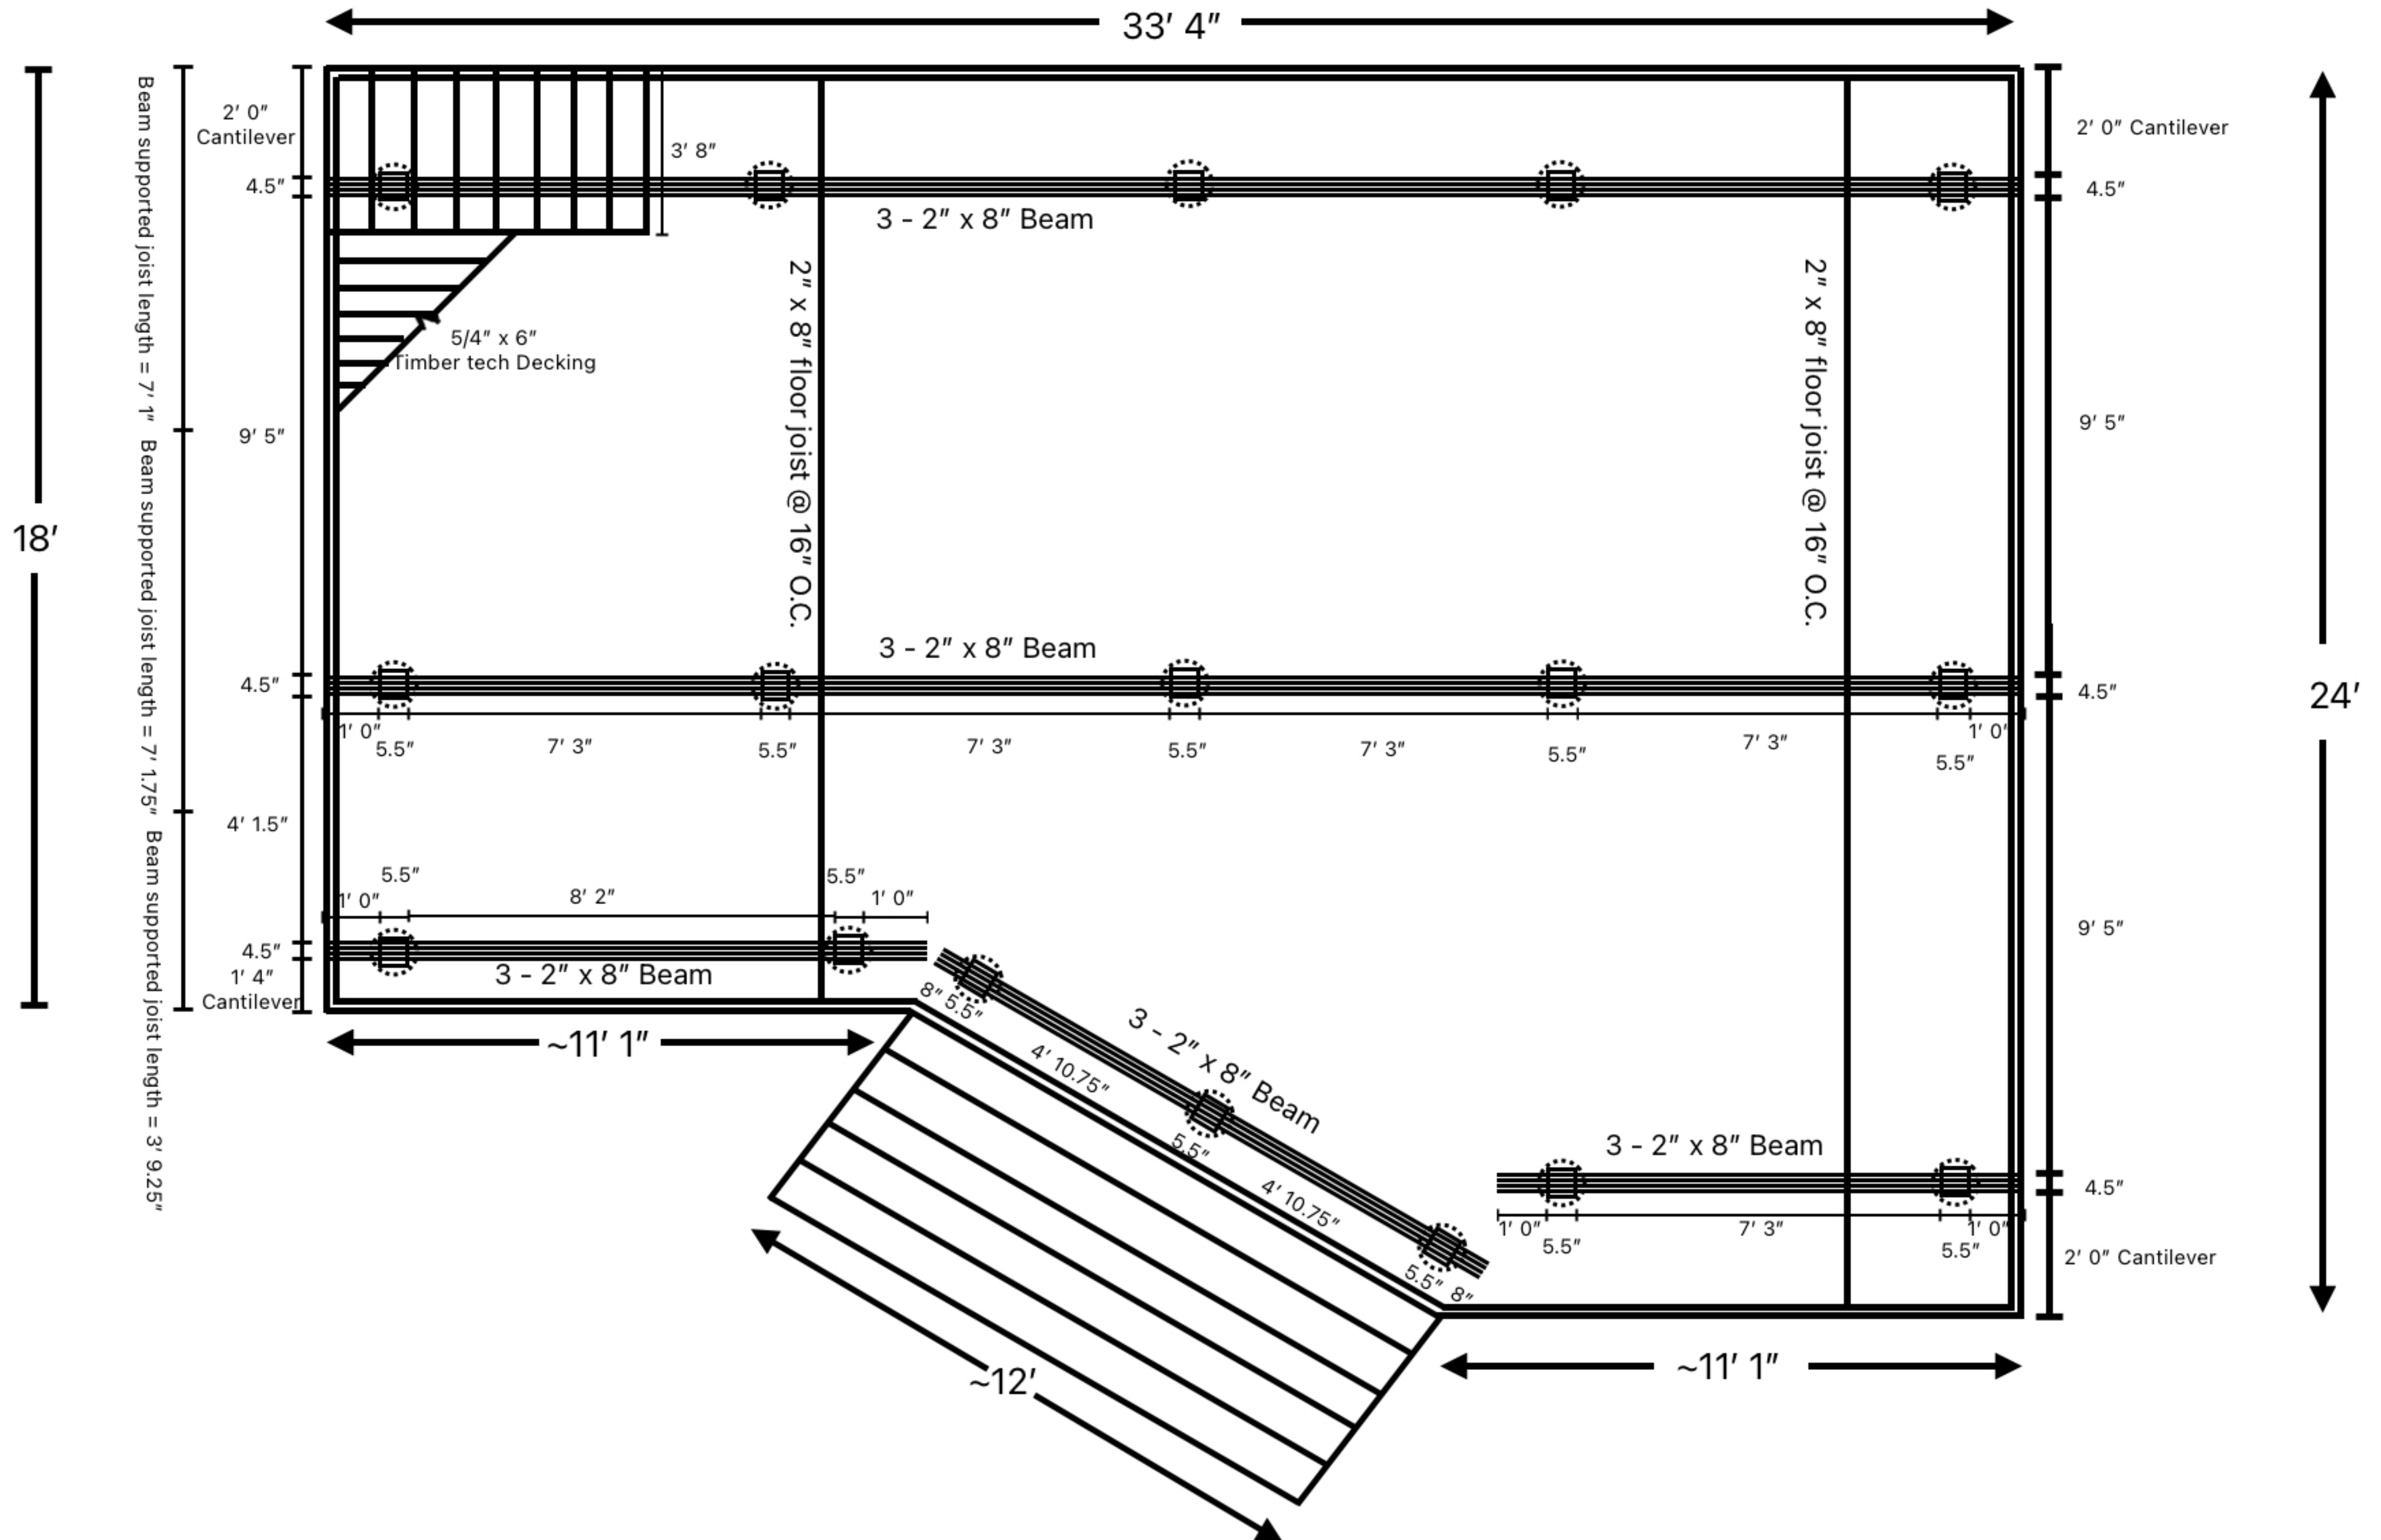 33′ 4″
2′ 0″
Cantilever
2′ 0″ Cantilever
3′ 8″
4.5″
4.5″
3 - 2″ x 8″ Beam
Beam supported joist length = 7′ 1″
2″ x 8″ floor joist @ 16″ O.C.
2″ x 8″ floor joist @ 16″ O.C.
5/4″ x 6″
Timber tech Decking
9′ 5″
9′ 5″
18′
Beam supported joist length = 7′ 1.75″
3 - 2″ x 8″ Beam
4.5″
4.5″
24′
1′ 0″
5.5″
7′ 3″
5.5″
7′ 3″
5.5″
7′ 3″
5.5″
7′ 3″
5.5″
1′ 0″
4′ 1.5″
Beam supported joist length = 3′ 9.25″
1′ 0″
5.5″
8′ 2″
5.5″
1′ 0″
9′ 5″
4.5″
3 - 2″ x 8″ Beam
1′ 4″
Cantilever
8″
5.5″
3 - 2″ x 8″ Beam
~11′ 1″
4′ 10.75″
5.5″
4′ 10.75″
5.5″
8″
3 - 2″ x 8″ Beam
4.5″
1′ 0″
5.5″
7′ 3″
5.5″
1′ 0″
2′ 0″ Cantilever
~12′
~11′ 1″